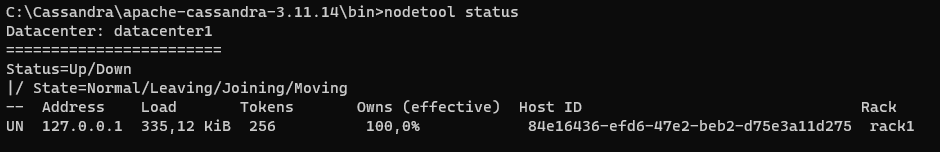 C:\Cassandra\apache-cassandra-3.11.14\bin>nodetool status
Datacenter: datacenter1
========================
Status=Up/Down
|/ State=Normal/Leaving/Joining/Moving
--  Address    Load       Tokens       Owns (effective)  Host ID                               Rack
UN  127.0.0.1  335,12 KiB  256          100,0%            84e16436-efd6-47e2-beb2-d75e3a11d275  rack1